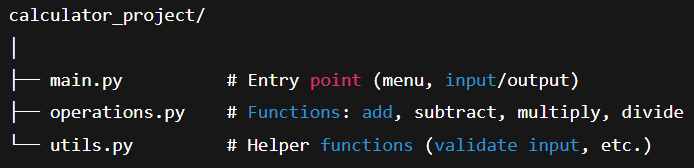 calculator_project/
│
├── main.py          # Entry point (menu, input/output)
├── operations.py    # Functions: add, subtract, multiply, divide
└── utils.py         # Helper functions (validate input, etc.)